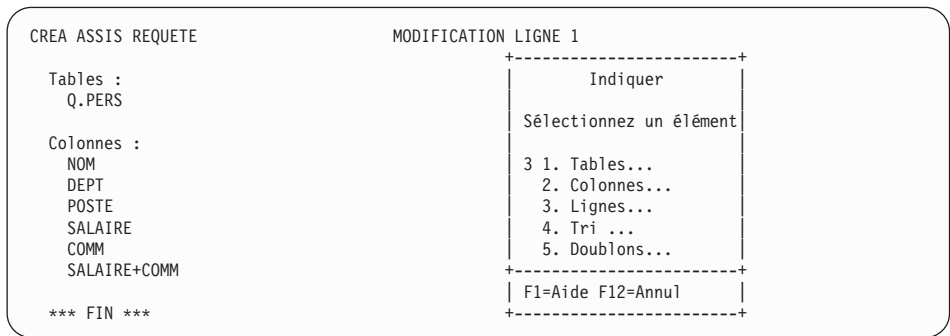 CREA ASSIS REQUETE MODIFICATION LIGNE 1
+-------------------------+
Tables : | Indiquer |
Q.PERS | |
| Sélectionnez un élément|
Colonnes : | |
NOM | 3 1. Tables... |
DEPT | 2. Colonnes... |
POSTE | 3. Lignes... |
SALAIRE | 4. Tri ... |
COMM | 5. Doublons... |
SALAIRE+COMM +-------------------------+
| F1=Aide F12=Annul |
*** FIN *** +-------------------------+